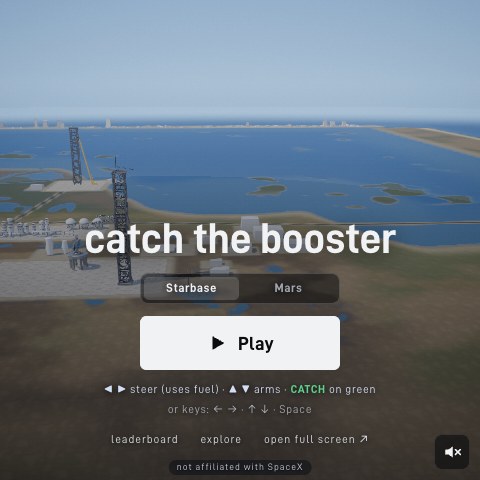 catch the booster
Starbase Mars
▶ Play
◀ ▶ steer (uses fuel) · ▲ ▼ arms · CATCH on green
or keys: ← → · ↑ ↓ · Space
leaderboard explore open full screen ↗
not affiliated with SpaceX